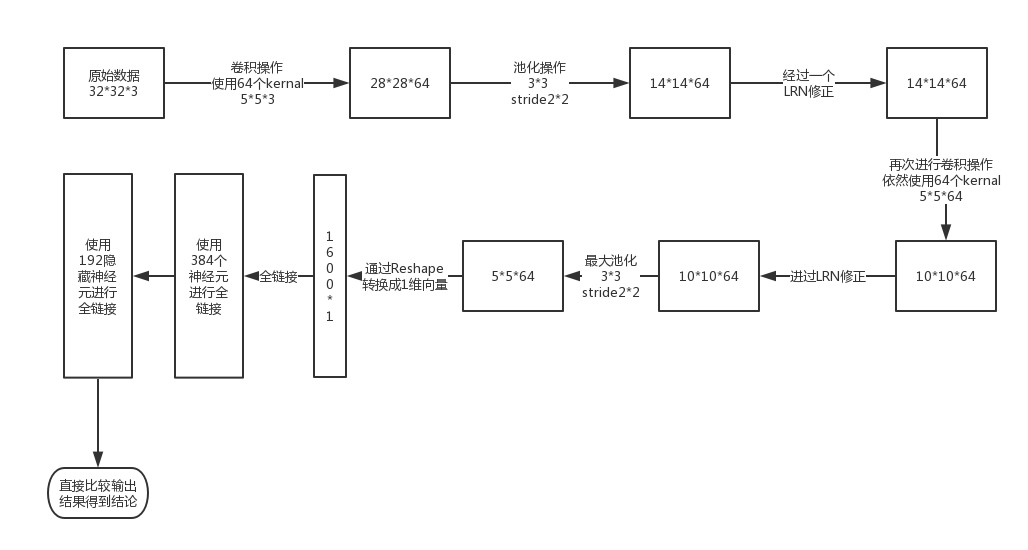 原始数据
32*32*3
卷积操作
使用64个kernal
5*5*3
28*28*64
池化操作
3*3
stride2*2
14*14*64
经过一个
LRN修正
14*14*64
再次进行卷积操作
依然使用64个kernal
5*5*64
10*10*64
进过LRN修正
10*10*64
最大池化
3*3
stride2*2
5*5*64
通过Reshape
转换成1维向量
1
6
0
0
*
1
全链接
使用
384个
神经元
进行全
链接
使用
192隐
藏神经
元进行
全链接
直接比较输出
结果得到结论